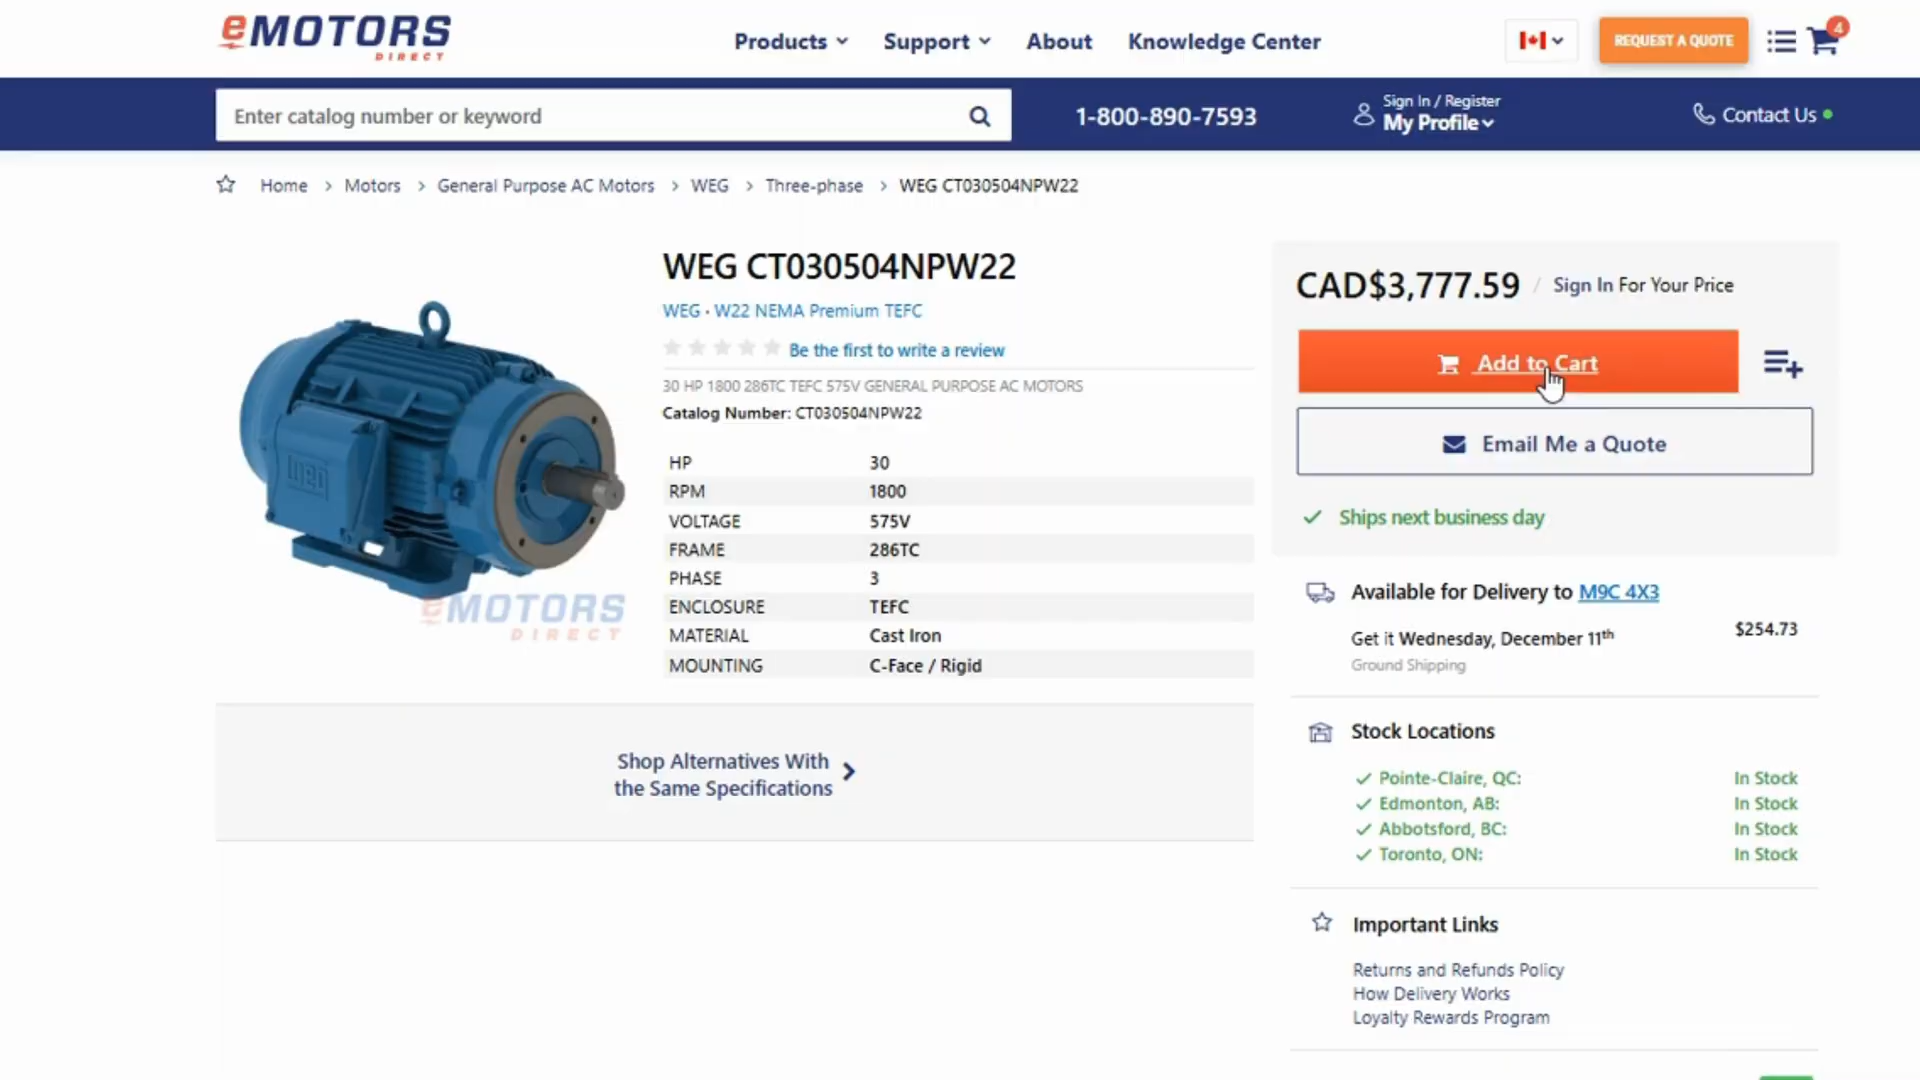 eMOTORS
DIRECT
Products
Support
About
Knowledge Center
REQUEST A QUOTE
4
Enter catalog number or keyword
1-800-890-7593
Sign In / Register
My Profile
Contact Us
Home > Motors > General Purpose AC Motors > WEG > Three-phase > WEG CT030504NPW22
WEG CT030504NPW22
WEG · W22 NEMA Premium TEFC
Be the first to write a review
30 HP 1800 286TC TEFC 575V GENERAL PURPOSE AC MOTORS
Catalog Number: CT030504NPW22
HP 30
RPM 1800
VOLTAGE 575V
FRAME 286TC
PHASE 3
ENCLOSURE TEFC
MATERIAL Cast Iron
MOUNTING C-Face / Rigid
WEG
eMOTORS
DIRECT
Shop Alternatives With
the Same Specifications
CAD$3,777.59 / Sign In For Your Price
Add to Cart
Email Me a Quote
Ships next business day
Available for Delivery to M9C 4X3
Get it Wednesday, December 11th
$254.73
Ground Shipping
Stock Locations
Pointe-Claire, QC: In Stock
Edmonton, AB: In Stock
Abbotsford, BC: In Stock
Toronto, ON: In Stock
Important Links
Returns and Refunds Policy
How Delivery Works
Loyalty Rewards Program